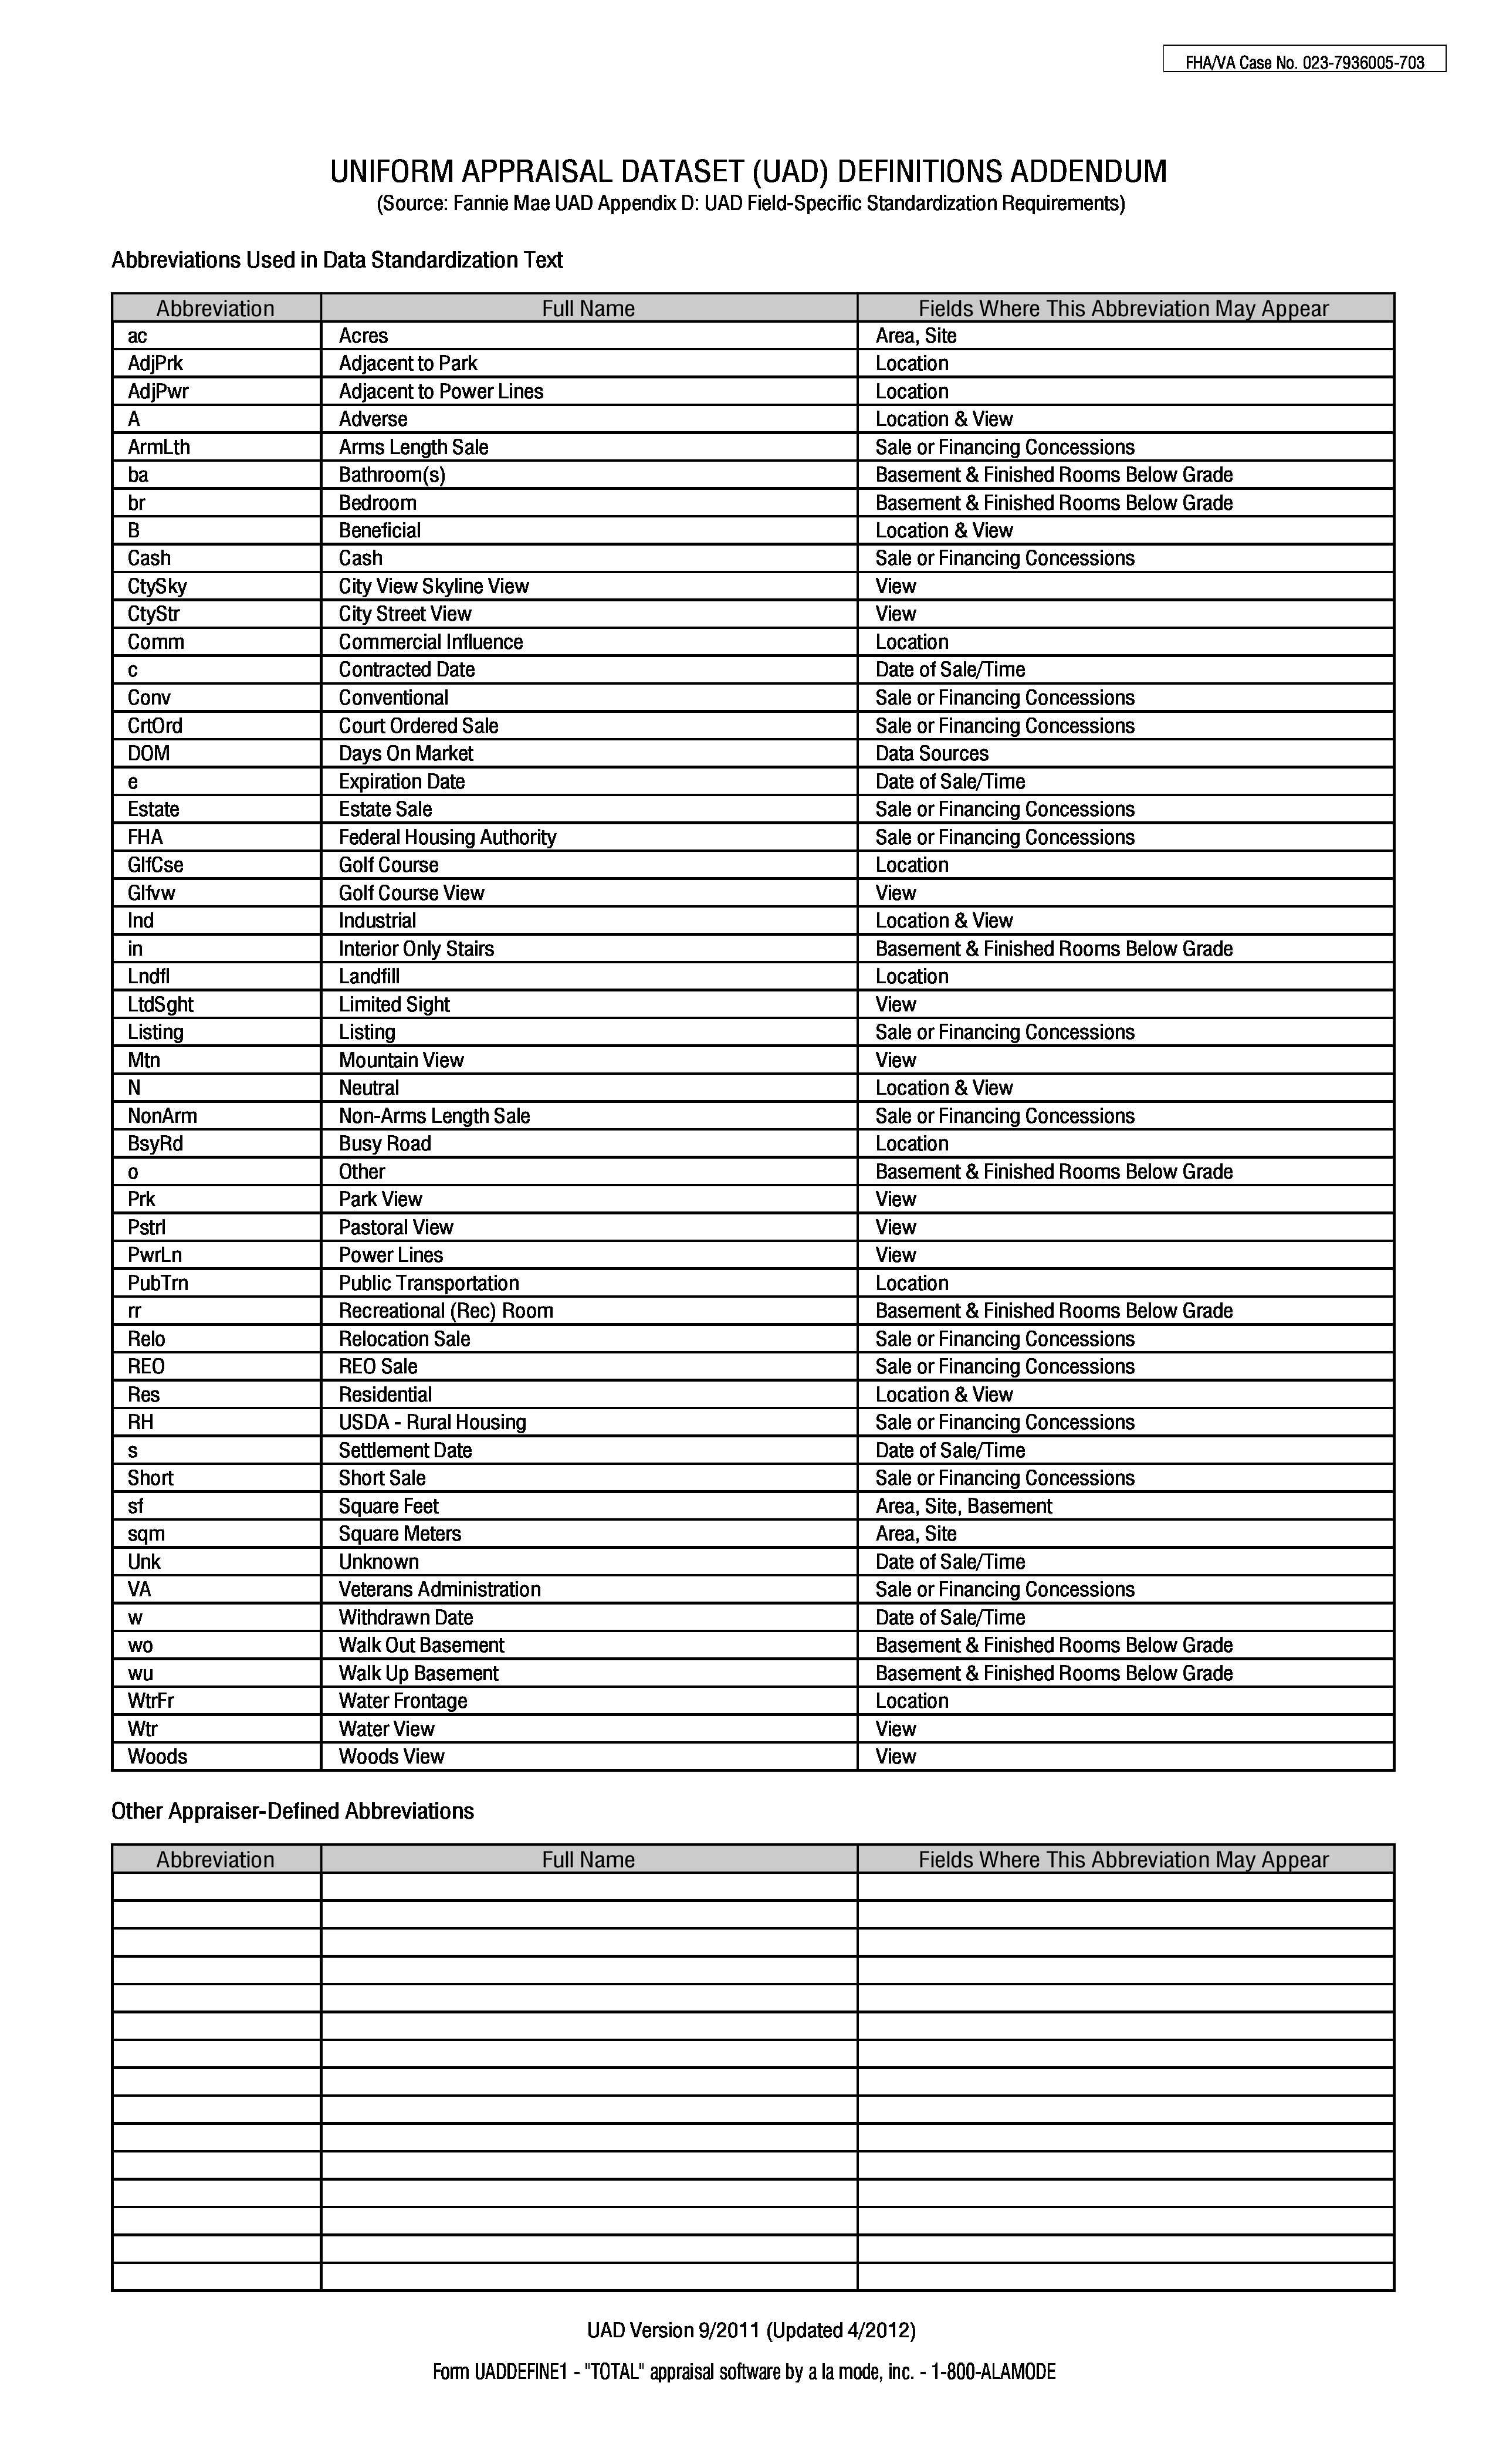 FHA/VA Case No. 023-7936005-703
UNIFORM APPRAISAL DATASET (UAD) DEFINITIONS ADDENDUM
(Source: Fannie Mae UAD Appendix D: UAD Field-Specific Standardization Requirements)
Abbreviations Used in Data Standardization Text
Abbreviation Full Name Fields Where This Abbreviation May Appear
ac Acres Area, Site
AdjPrk Adjacent to Park Location
AdjPwr Adjacent to Power Lines Location
A Adverse Location & View
ArmLth Arms Length Sale Sale or Financing Concessions
ba Bathroom(s) Basement & Finished Rooms Below Grade
br Bedroom Basement & Finished Rooms Below Grade
B Beneficial Location & View
Cash Cash Sale or Financing Concessions
CtySky City View Skyline View View
CtyStr City Street View View
Comm Commercial Influence Location
c Contracted Date Date of Sale/Time
Conv Conventional Sale or Financing Concessions
CrtOrd Court Ordered Sale Sale or Financing Concessions
DOM Days On Market Data Sources
e Expiration Date Date of Sale/Time
Estate Estate Sale Sale or Financing Concessions
FHA Federal Housing Authority Sale or Financing Concessions
GlfCse Golf Course Location
Glfvw Golf Course View View
Ind Industrial Location & View
in Interior Only Stairs Basement & Finished Rooms Below Grade
Lndfl Landfill Location
LtdSght Limited Sight View
Listing Listing Sale or Financing Concessions
Mtn Mountain View View
N Neutral Location & View
NonArm Non-Arms Length Sale Sale or Financing Concessions
BsyRd Busy Road Location
o Other Basement & Finished Rooms Below Grade
Prk Park View View
Pstrl Pastoral View View
PwrLn Power Lines View
PubTrn Public Transportation Location
rr Recreational (Rec) Room Basement & Finished Rooms Below Grade
Relo Relocation Sale Sale or Financing Concessions
REO REO Sale Sale or Financing Concessions
Res Residential Location & View
RH USDA - Rural Housing Sale or Financing Concessions
s Settlement Date Date of Sale/Time
Short Short Sale Sale or Financing Concessions
sf Square Feet Area, Site, Basement
sqm Square Meters Area, Site
Unk Unknown Date of Sale/Time
VA Veterans Administration Sale or Financing Concessions
w Withdrawn Date Date of Sale/Time
wo Walk Out Basement Basement & Finished Rooms Below Grade
wu Walk Up Basement Basement & Finished Rooms Below Grade
WtrFr Water Frontage Location
Wtr Water View View
Woods Woods View View
Other Appraiser-Defined Abbreviations
Abbreviation Full Name Fields Where This Abbreviation May Appear
UAD Version 9/2011 (Updated 4/2012)
Form UADDEFINE1 - "TOTAL" appraisal software by a la mode, inc. - 1-800-ALAMODE